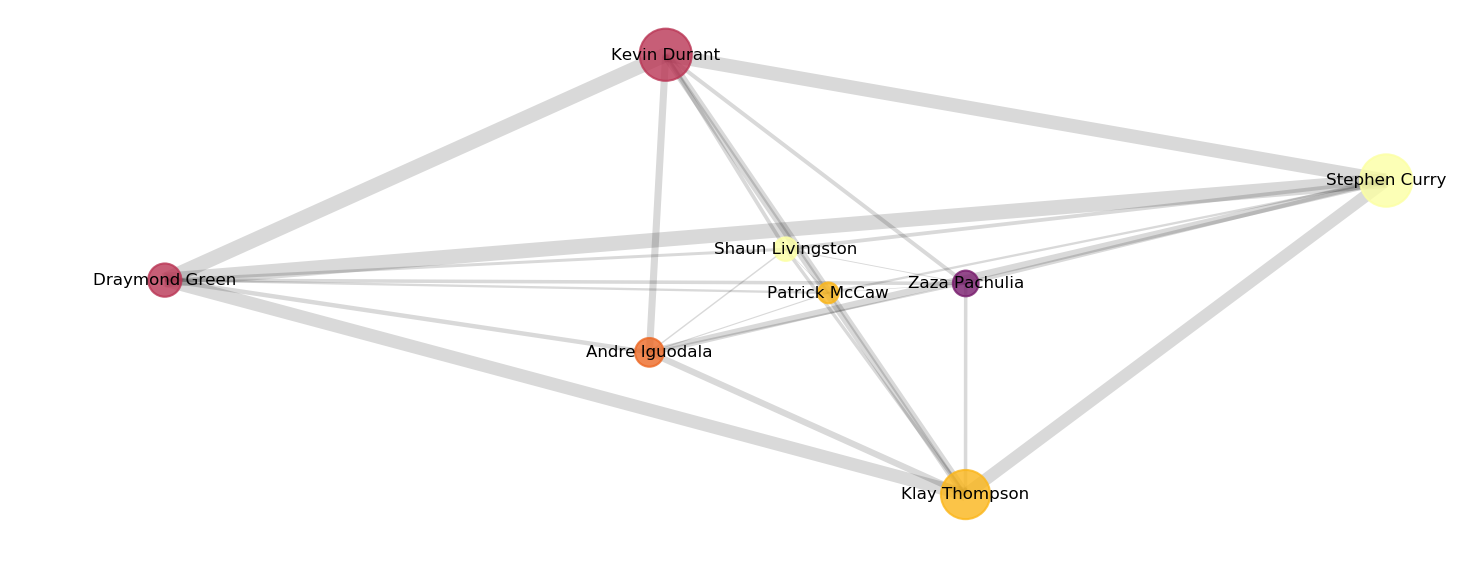 Kevin Durant
Stephen Curry
Shaun Livingston
Draymond Green
Zaza Pachulia
Patrick McCaw
Andre Iguodala
Klay Thompson